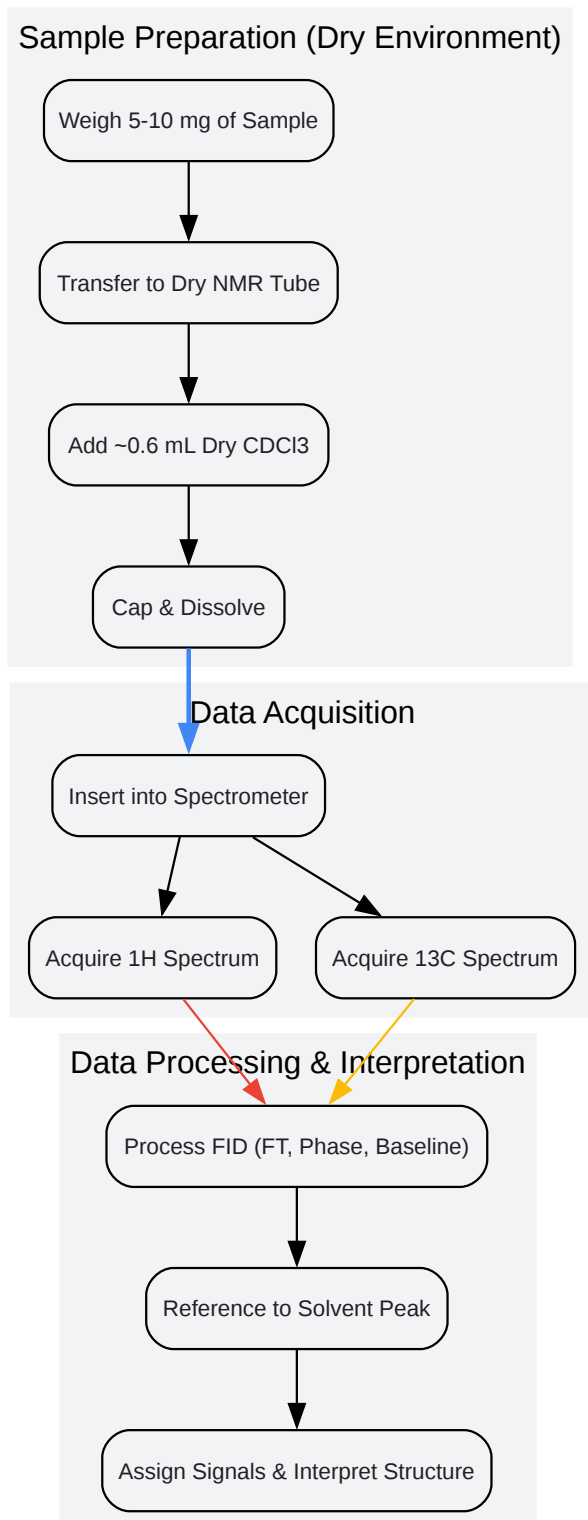 Sample Preparation (Dry Environment)
Weigh 5-10 mg of Sample
Transfer to Dry NMR Tube
Add ~0.6 mL Dry CDCl3
Cap & Dissolve
Data Acquisition
Insert into Spectrometer
Acquire 1H Spectrum
Acquire 13C Spectrum
Data Processing & Interpretation
Process FID (FT, Phase, Baseline)
Reference to Solvent Peak
Assign Signals & Interpret Structure